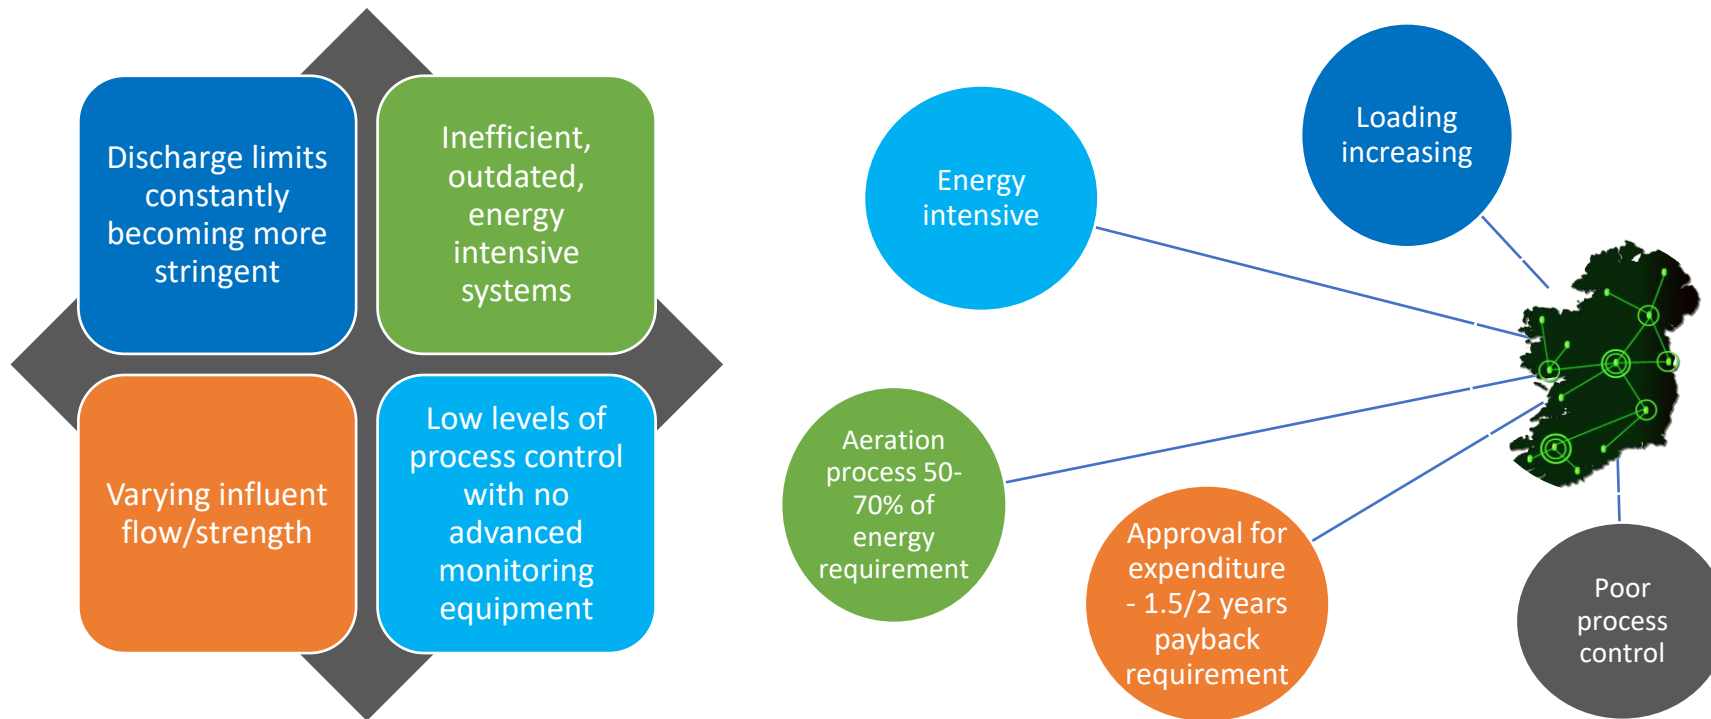 Discharge limits
constantly
becoming more
stringent
Inefficient,
outdated,
energy
intensive
systems
Varying influent
flow/strength
Low levels of
process control
with no
advanced
monitoring
equipment
Energy
intensive
Loading
increasing
Aeration
process 50-
70% of
energy
requirement
Approval for
expenditure
- 1.5/2 years
payback
requirement
Poor
process
control